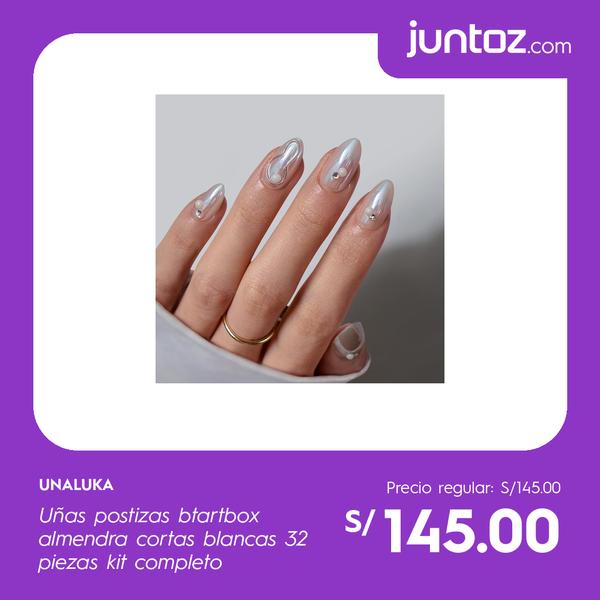 juntoz.com
UNALUKA
Uñas postizas btartbox
almendra cortas blancas 32
piezas kit completo
Precio regular: S/145.00
S/145.00